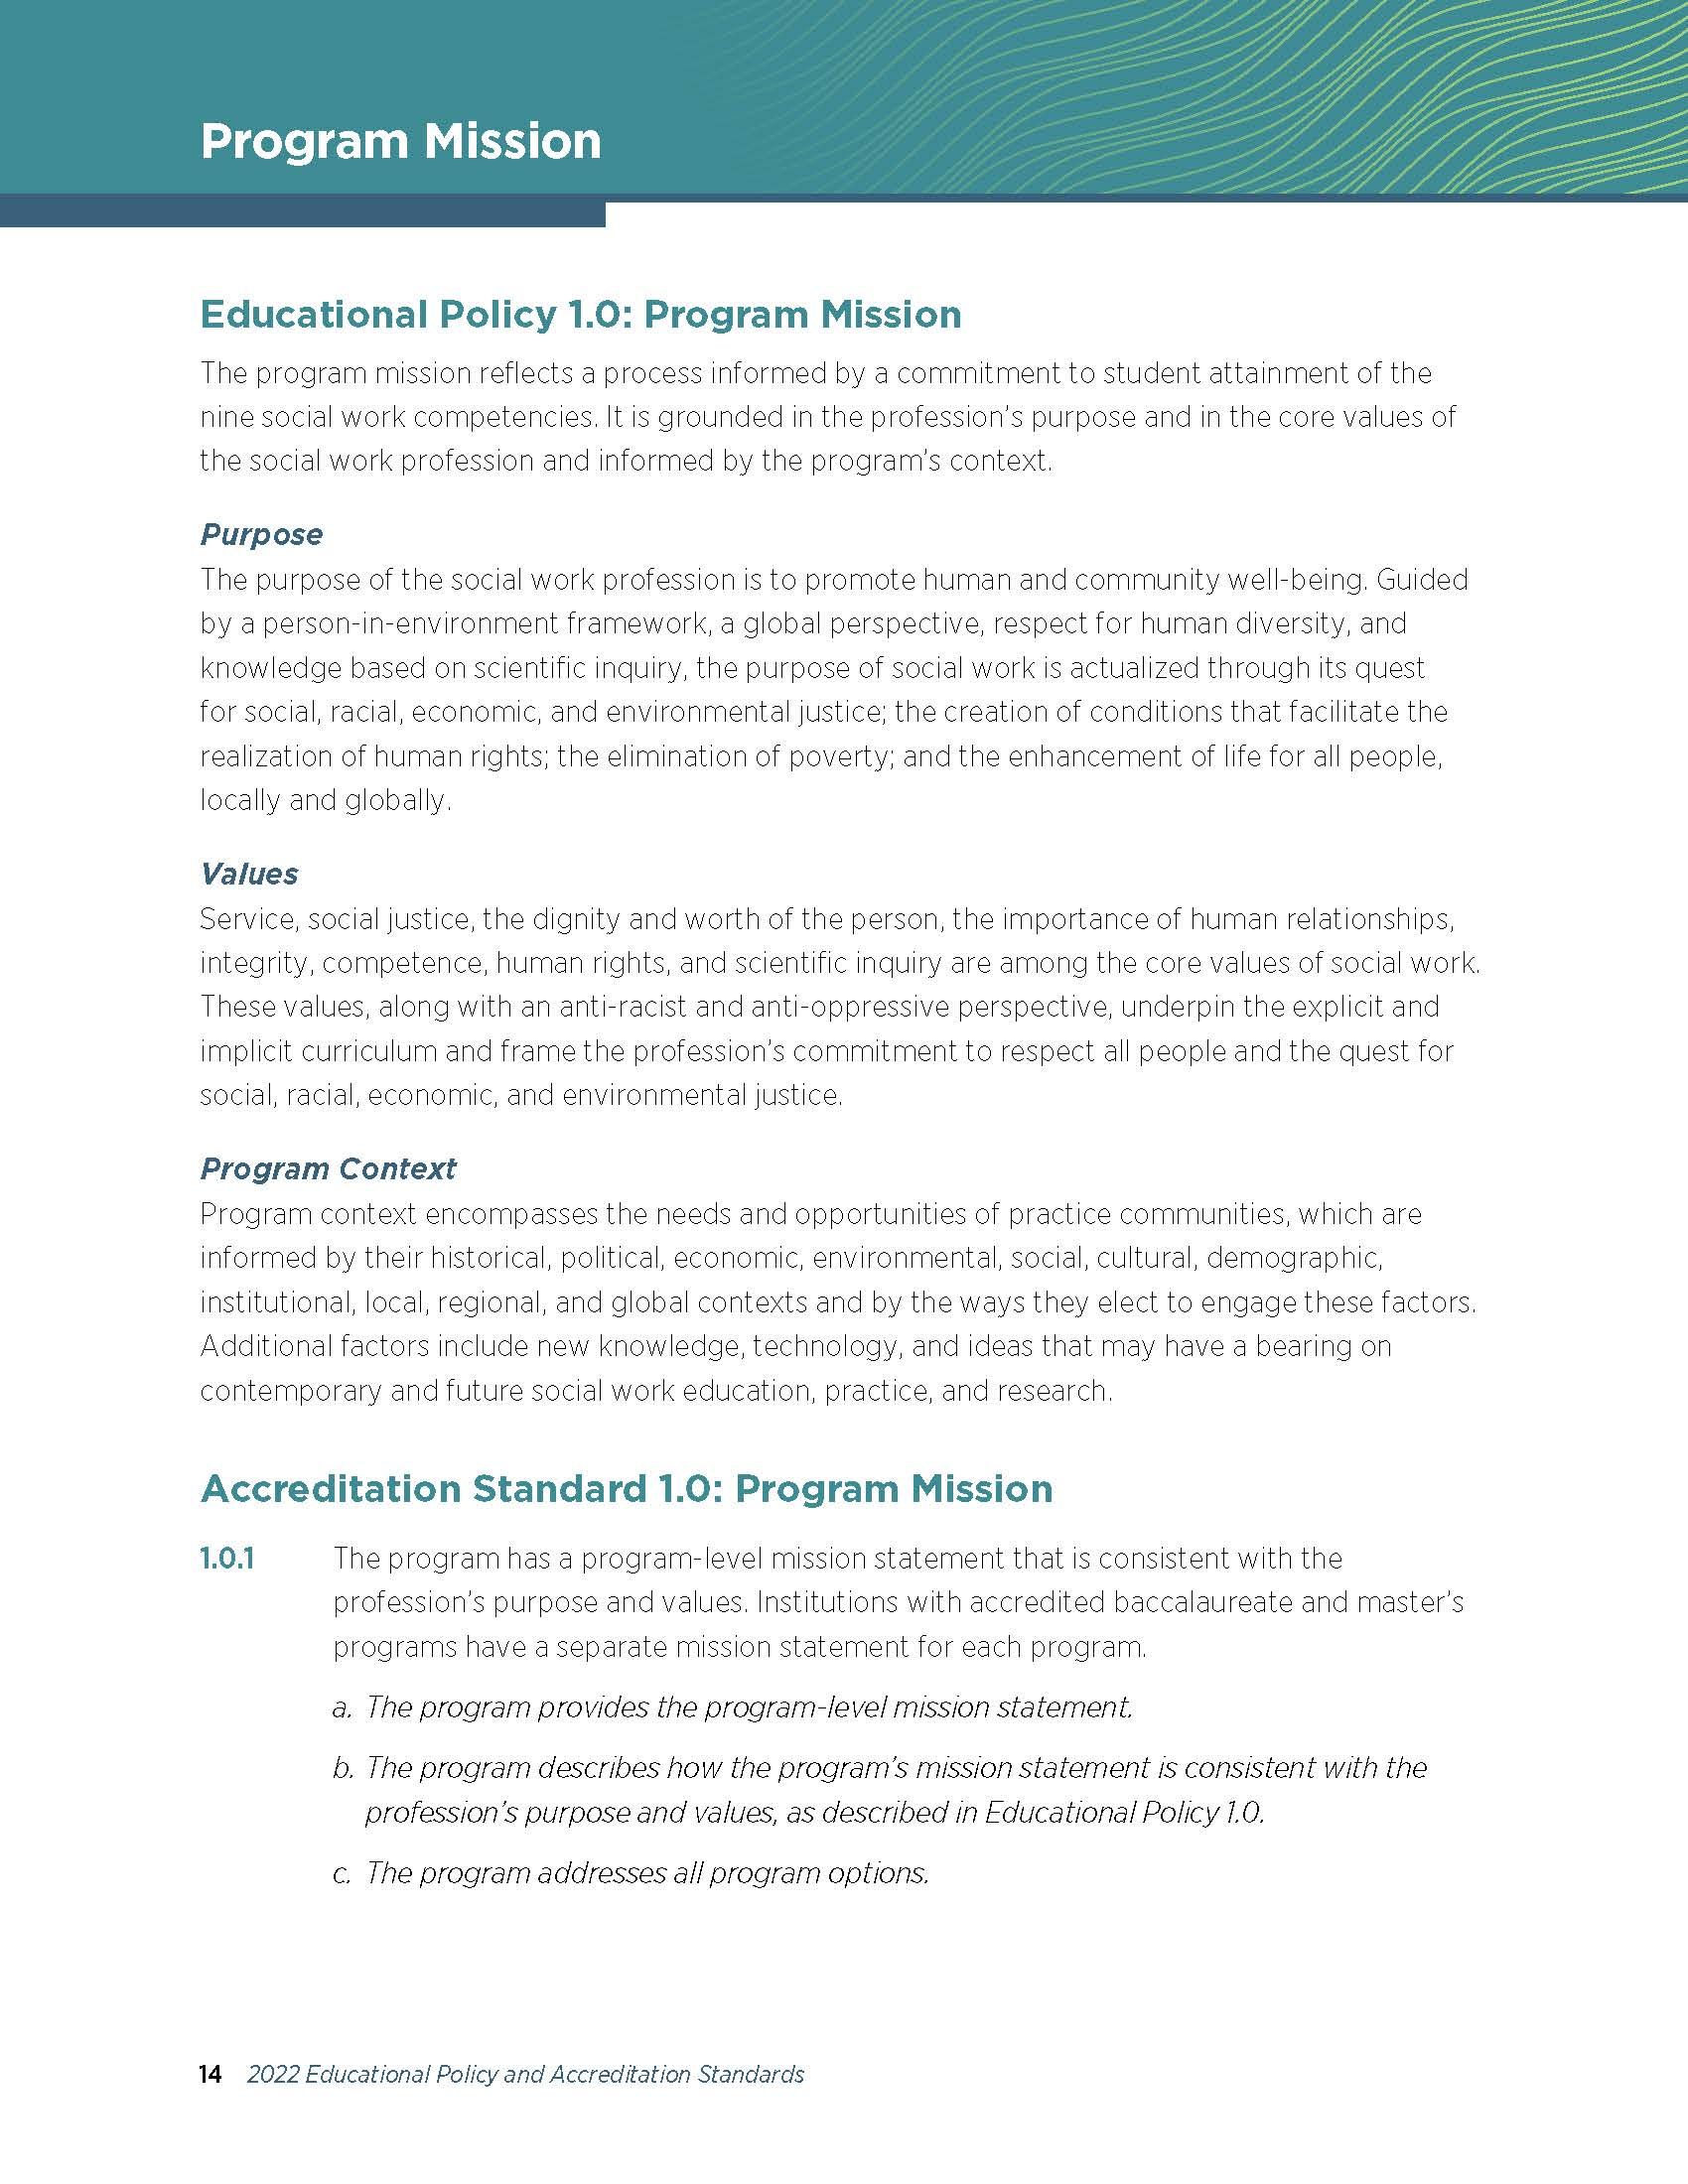 Program Mission
Educational Policy 1.0: Program Mission
The program mission reflects a process informed by a commitment to student attainment of the
nine social work competencies. It is grounded in the profession’s purpose and in the core values of
the social work profession and informed by the program’s context.
Purpose
The purpose of the social work profession is to promote human and community well-being. Guided
by a person-in-environment framework, a global perspective, respect for human diversity, and
knowledge based on scientific inquiry, the purpose of social work is actualized through its quest
for social, racial, economic, and environmental justice; the creation of conditions that facilitate the
realization of human rights; the elimination of poverty; and the enhancement of life for all people,
locally and globally.
Values
Service, social justice, the dignity and worth of the person, the importance of human relationships,
integrity, competence, human rights, and scientific inquiry are among the core values of social work.
These values, along with an anti-racist and anti-oppressive perspective, underpin the explicit and
implicit curriculum and frame the profession’s commitment to respect all people and the quest for
social, racial, economic, and environmental justice.
Program Context
Program context encompasses the needs and opportunities of practice communities, which are
informed by their historical, political, economic, environmental, social, cultural, demographic,
institutional, local, regional, and global contexts and by the ways they elect to engage these factors.
Additional factors include new knowledge, technology, and ideas that may have a bearing on
contemporary and future social work education, practice, and research.
Accreditation Standard 1.0: Program Mission
1.0.1 The program has a program-level mission statement that is consistent with the
profession’s purpose and values. Institutions with accredited baccalaureate and master’s
programs have a separate mission statement for each program.
a. The program provides the program-level mission statement.
b. The program describes how the program’s mission statement is consistent with the
profession’s purpose and values, as described in Educational Policy 1.0.
c. The program addresses all program options.
14 2022 Educational Policy and Accreditation Standards